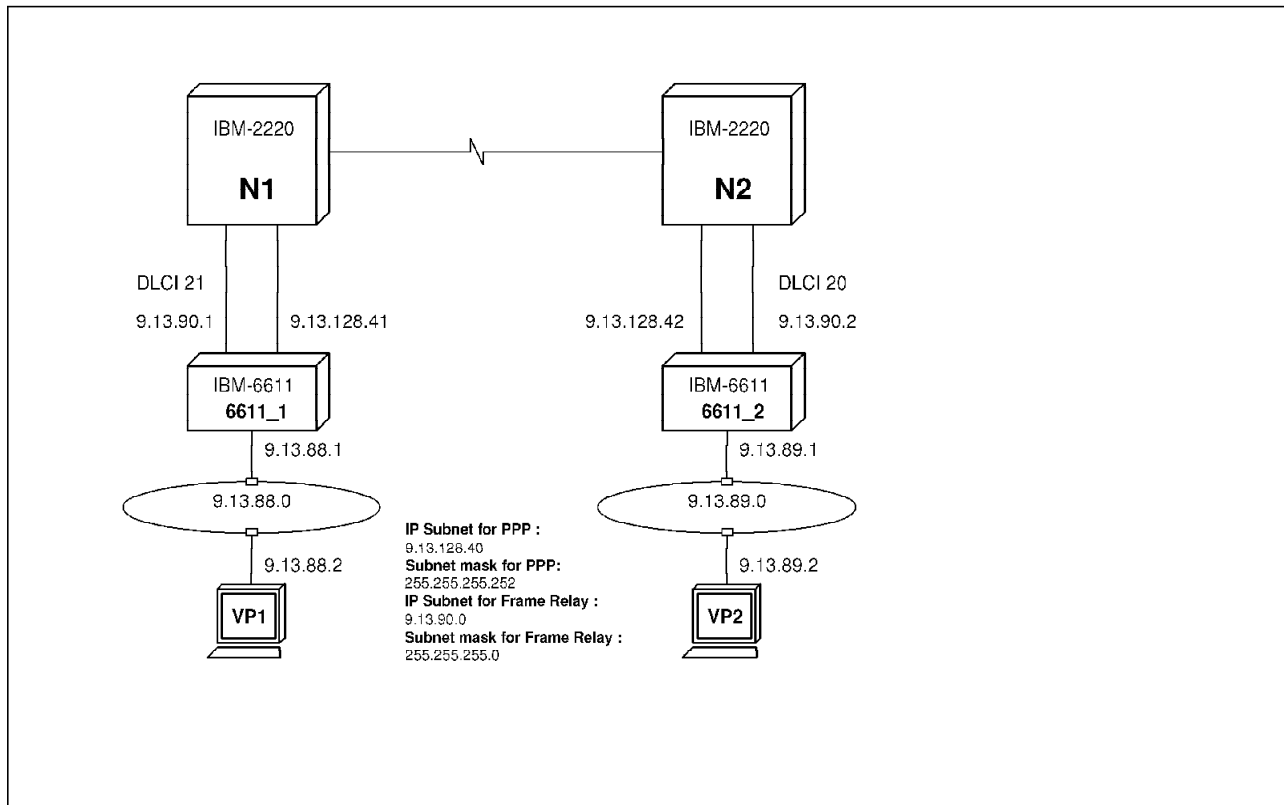 IBM-2220
N1
IBM-2220
N2
DLCI 21
9.13.90.1
9.13.128.41
DLCI 20
9.13.128.42
9.13.90.2
IBM-6611
6611_1
IBM-6611
6611_2
9.13.88.1
9.13.89.1
9.13.88.0
9.13.89.0
9.13.88.2
9.13.89.2
VP1
VP2
IP Subnet for PPP :
9.13.128.40
Subnet mask for PPP:
255.255.255.252
IP Subnet for Frame Relay :
9.13.90.0
Subnet mask for Frame Relay :
255.255.255.0